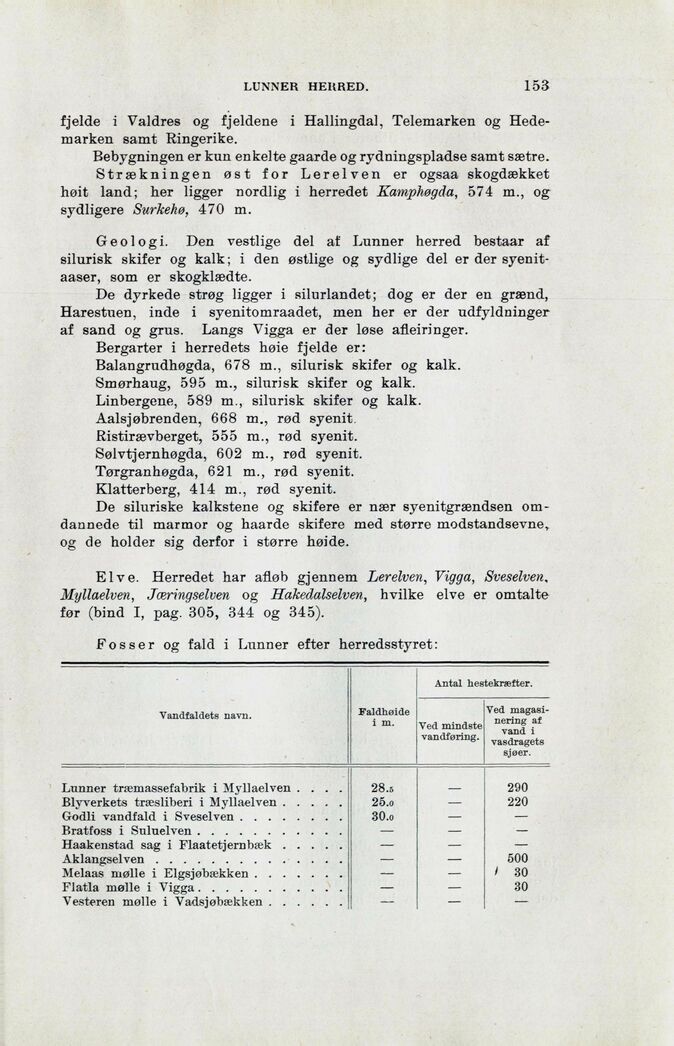 LUNNER HERRED. 153
fjelde i Valdres og fjeldene i Hallingdal, Telemarken og Hede-
marken samt Ringerike.
Bebygningen er kun enkelte gaarde og rydningspladse samt sætre.
Strækningen øst for Lerelven er ogsaa skogdækket
høit land; her ligger nordlig i herredet Kamphøgda, 574 m., og
sydligere Surkehø, 470 m.
Geologi. Den vestlige del af Lunner herred bestaar af
silurisk skifer og kalk; i den østlige og sydlige del er der syenit-
aaser, som er skogklædte.
De dyrkede strøg ligger i silurlandet; dog er der en grænd,
Harestuen, inde i syenitomraadet, men her er der udfyldninger
af sand og grus. Langs Vigga er der løse afleiringer.
Bergarter i herredets høie fjelde er:
Balangrudhøgda, 678 m., silurisk skifer og kalk.
Smørhaug, 595 m., silurisk skifer og kalk.
Linbergene, 589 m., silurisk skifer og kalk.
Aalsjøbrenden, 668 m., rød syenit.
Ristirævberget, 555 m., rød syenit.
Sølvtjernhøgda, 602 m., rød syenit.
Tørgranhøgda, 621 m., rød syenit.
Klatterberg, 414 m., rød syenit.
De siluriske kalkstene og skifere er nær syenitgrændsen om-
dannede til marmor og haarde skifere med større modstandsevne,
og de holder sig derfor i større høide.
Elve. Herredet har afløb gjennem Lerelven, Vigga, Sveselven,
Myllaelven, Jæringselven og Hakedalselven, hvilke elve er omtalte
før (bind I, pag. 305, 344 og 345).
Fosser og fald i Lunner efter herredsstyret:
Vandfaldets navn.
Faldhøide
i m.
Antal hestekræfter.
Ved mindste
vandføring.
Ved magasi-
nering af
vand i
vasdragets
sjøer.
Lunner træmassefabrik i Myllaelven . . . . 28.5 — 290
Blyverkets træsliberi i Myllaelven . . . . . 25.0 — 220
Godli vandfald i Sveselven . . . . . . . . 30.0 — —
Bratfoss i Suluelven . . . . . . . . . . . — — —
Haakenstad sag i Flaatetjernbæk . . . . . — — —
Aklangselven . . . . . . . . . . . . . . — — 500
Melaas mølle i Elgsjøbækken . . . . . . . — — 30
Flatla mølle i Vigga . . . . . . . . . . . — — 30
Vesteren mølle i Vadsjøbækken . . . . . . — — —